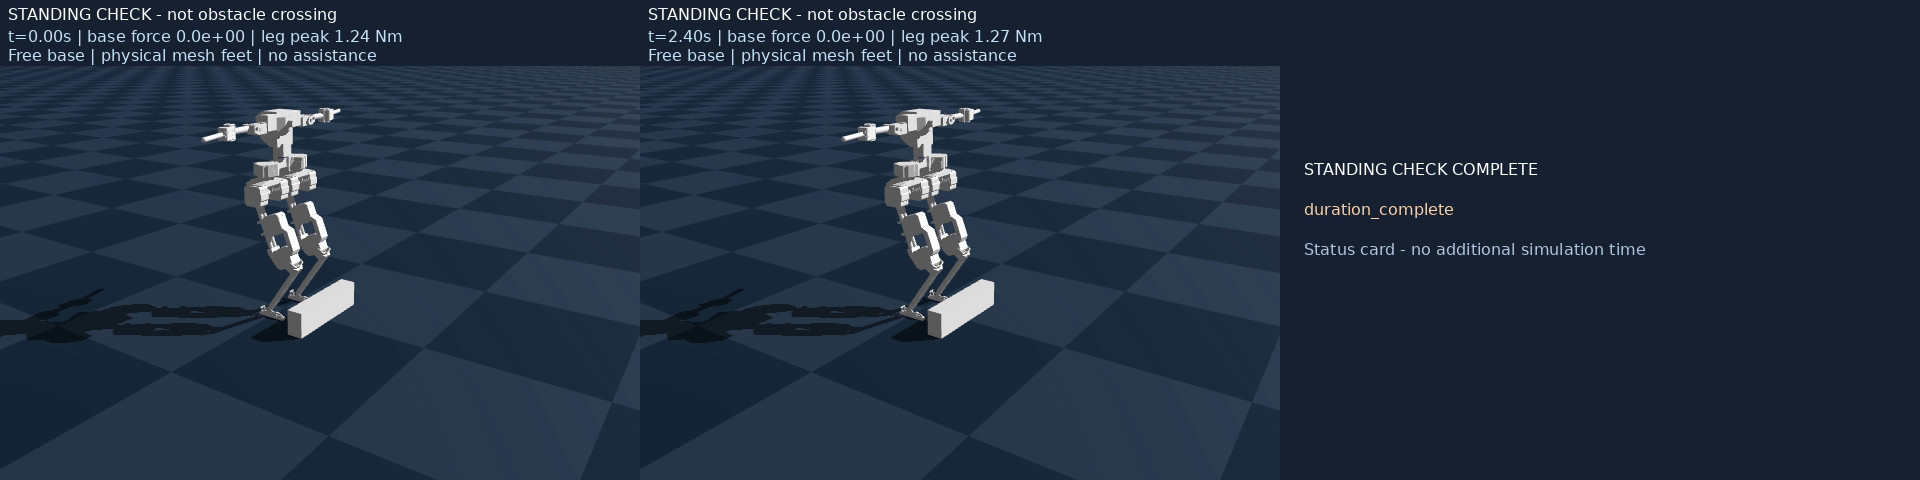 STANDING CHECK - not obstacle crossing
t=0.00s | base force 0.0e+00 | leg peak 1.24 Nm
Free base | physical mesh feet | no assistance
STANDING CHECK - not obstacle crossing
t=2.40s | base force 0.0e+00 | leg peak 1.27 Nm
Free base | physical mesh feet | no assistance
STANDING CHECK COMPLETE
duration_complete
Status card - no additional simulation time